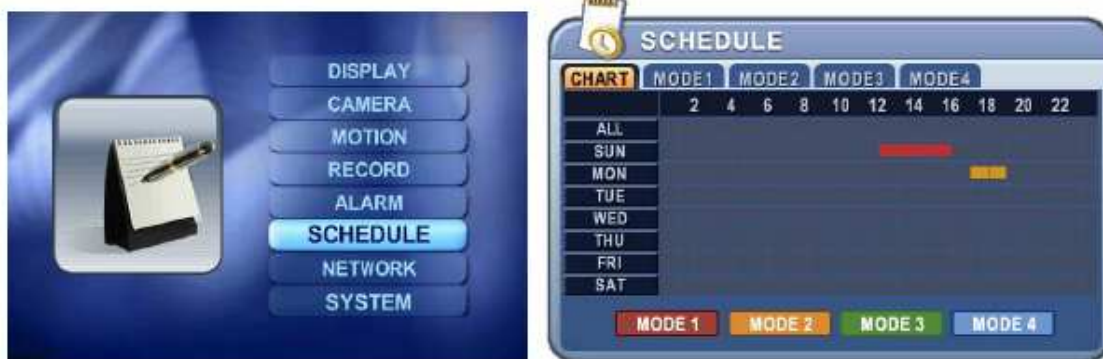 DISPLAY
CAMERA
MOTION
RECORD
ALARM
SCHEDULE
NETWORK
SYSTEM
SCHEDULE
CHART MODE1 MODE2 MODE3 MODE4
2 4 6 8 10 12 14 16 18 20 22
ALL
SUN
MON
TUE
WED
THU
FRI
SAT
MODE 1 MODE 2 MODE 3 MODE 4